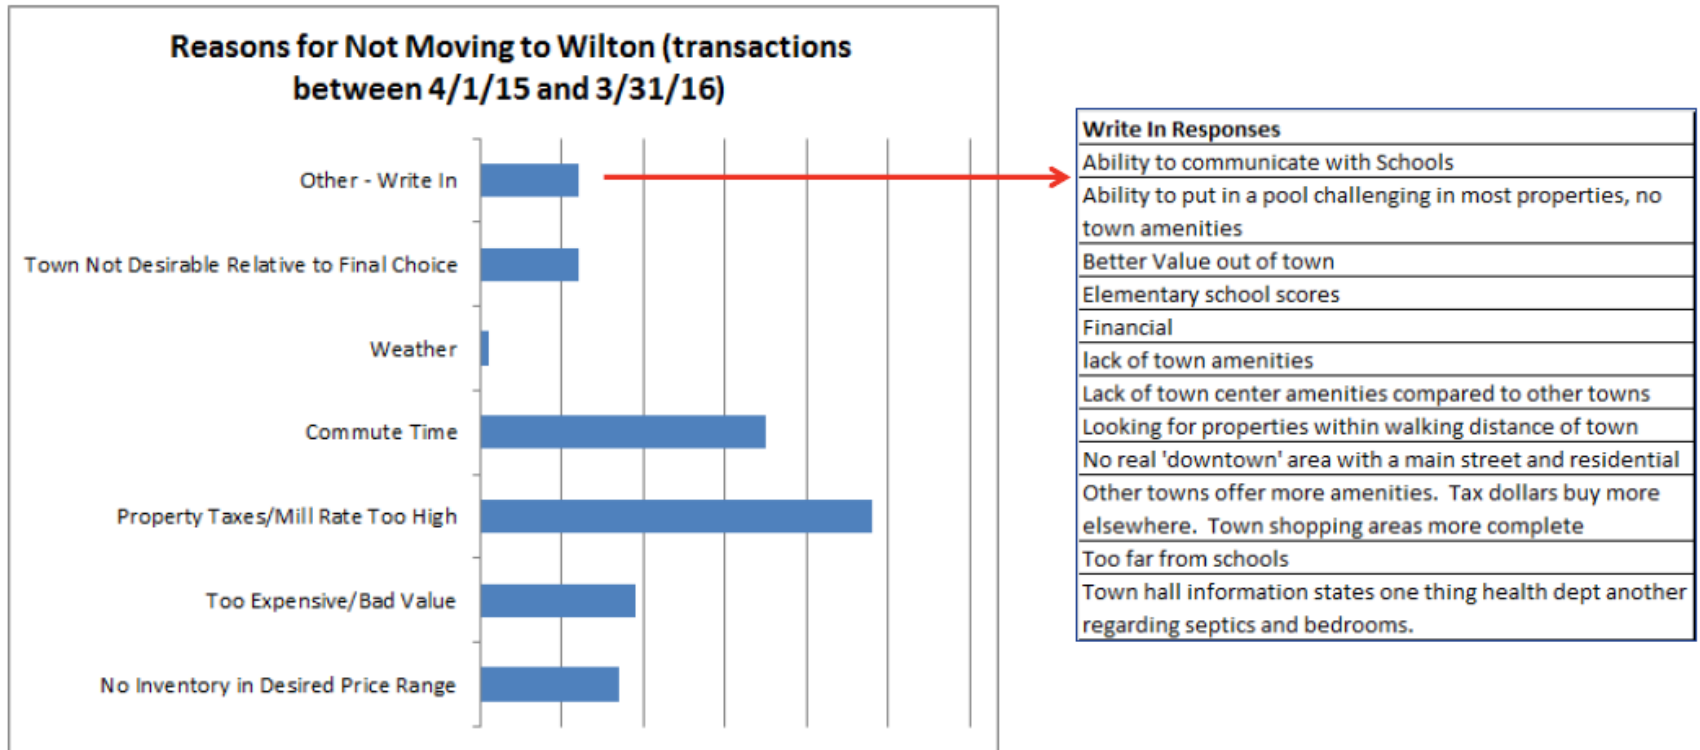 Reasons for Not Moving to Wilton (transactions
between 4/1/15 and 3/31/16)
Other - Write In
Town Not Desirable Relative to Final Choice
Weather
Commute Time
Property Taxes/Mill Rate Too High
Too Expensive/Bad Value
No Inventory in Desired Price Range
Write In Responses
Ability to communicate with Schools
Ability to put in a pool challenging in most properties, no
town amenities
Better Value out of town
Elementary school scores
Financial
lack of town amenities
Lack of town center amenities compared to other towns
Looking for properties within walking distance of town
No real 'downtown' area with a main street and residential
Other towns offer more amenities.  Tax dollars buy more
elsewhere.  Town shopping areas more complete
Too far from schools
Town hall information states one thing health dept another
regarding septics and bedrooms.